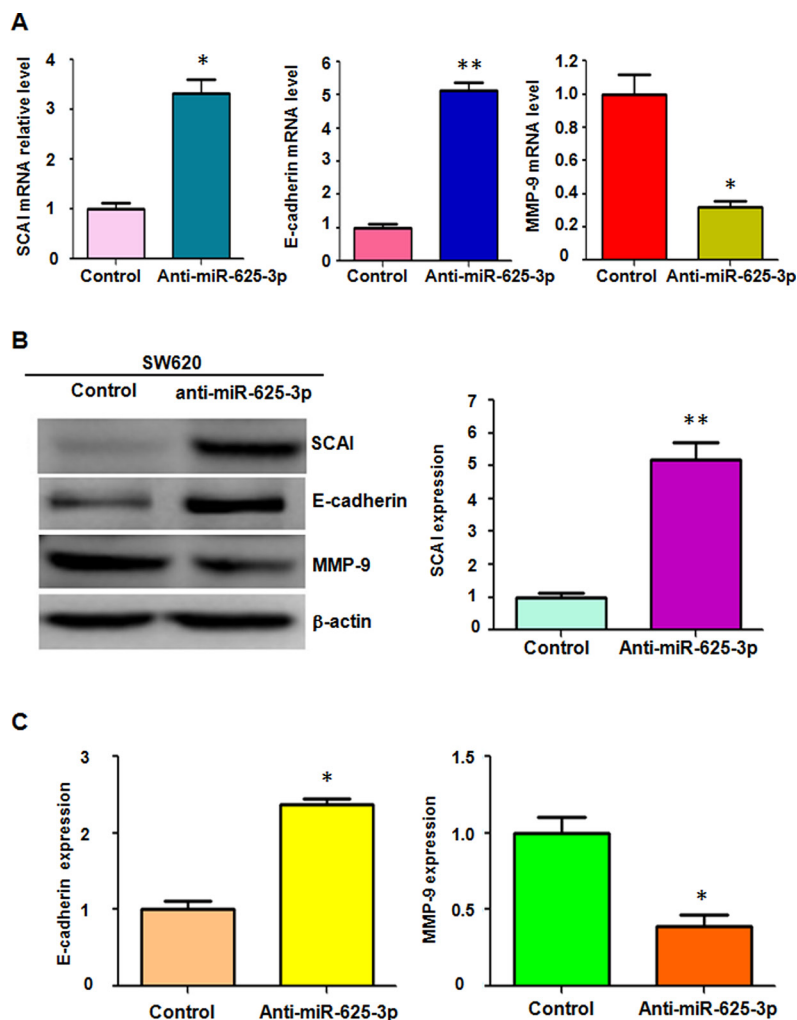 A
SCAI mRNA relative level
4
3
2
1
0
*
Control
Anti-miR-625-3p
E-cadherin mRNA level
6
5
4
3
2
1
0
**
Control
Anti-miR-625-3p
MMP-9 mRNA level
1.2
1.0
0.8
0.6
0.4
0.2
0
*
Control
Anti-miR-625-3p
B
SW620
Control
anti-miR-625-3p
SCAI
E-cadherin
MMP-9
β-actin
SCAI expression
7
6
5
4
3
2
1
0
**
Control
Anti-miR-625-3p
C
E-cadherin expression
3
2
1
0
*
Control
Anti-miR-625-3p
MMP-9 expression
1.5
1.0
0.5
0
*
Control
Anti-miR-625-3p